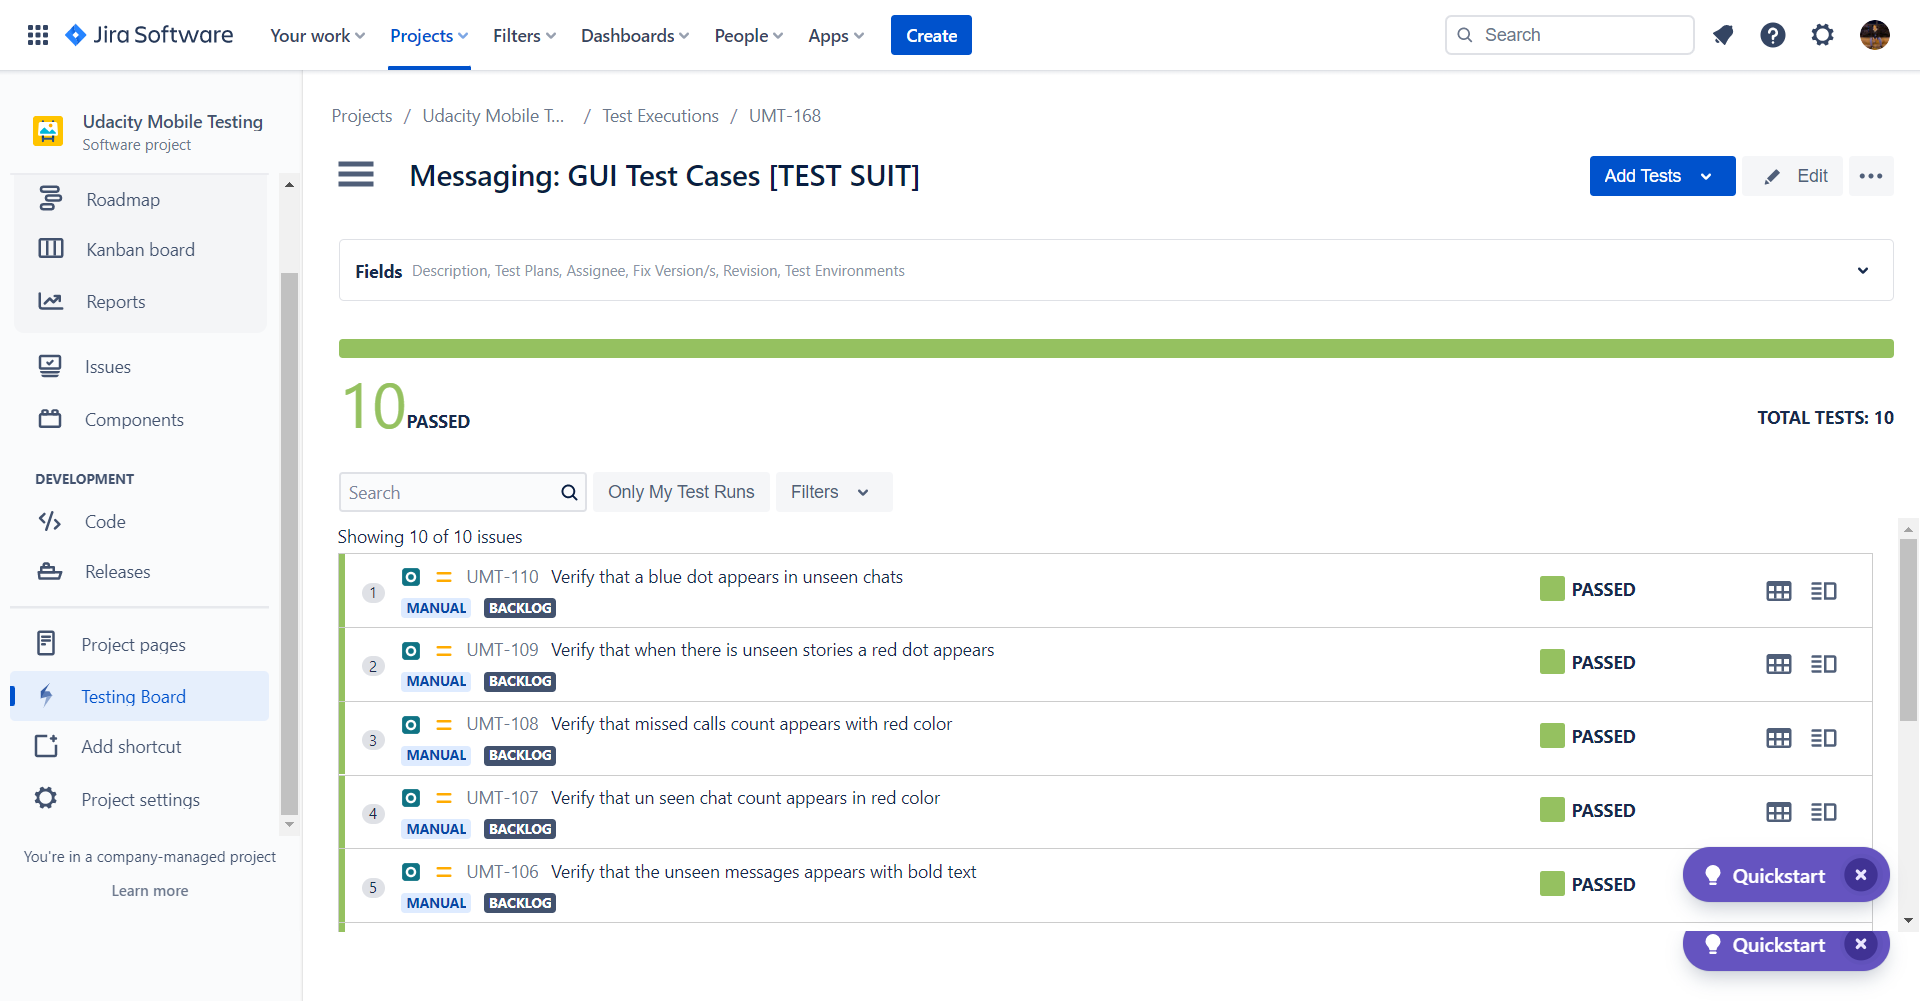 Jira Software
Your work
Projects
Filters
Dashboards
People
Apps
Create
Search
Udacity Mobile Testing
Software project
Roadmap
Kanban board
Reports
Issues
Components
DEVELOPMENT
Code
Releases
Project pages
Testing Board
Add shortcut
Project settings
You're in a company-managed project
Learn more
Projects / Udacity Mobile T... / Test Executions / UMT-168
Messaging: GUI Test Cases [TEST SUIT]
Add Tests
Edit
Fields Description, Test Plans, Assignee, Fix Version/s, Revision, Test Environments
10 PASSED
TOTAL TESTS: 10
Search
Only My Test Runs
Filters
Showing 10 of 10 issues
1 UMT-110 Verify that a blue dot appears in unseen chats
MANUAL BACKLOG
PASSED
2 UMT-109 Verify that when there is unseen stories a red dot appears
MANUAL BACKLOG
PASSED
3 UMT-108 Verify that missed calls count appears with red color
MANUAL BACKLOG
PASSED
4 UMT-107 Verify that un seen chat count appears in red color
MANUAL BACKLOG
PASSED
5 UMT-106 Verify that the unseen messages appears with bold text
MANUAL BACKLOG
PASSED
Quickstart
Quickstart